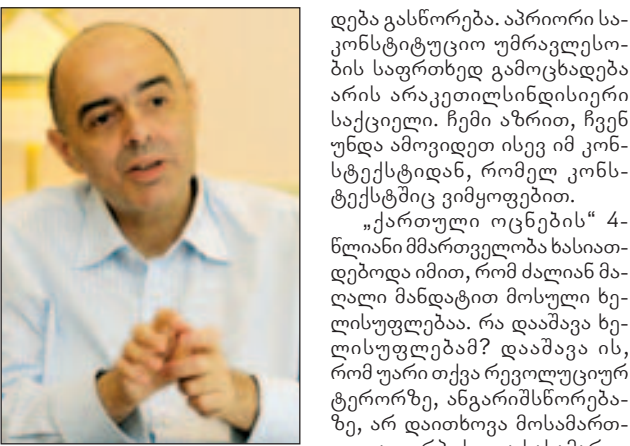 დება გასწორება. აპრიორი სა-
კონსტიტუციო უმრავლესო-
ბის საფრთხედ გამოცხადება
არის არაკეთილსინდისიერი
საქციელი. ჩემი აზრით, ჩვენ
უნდა ამოვიდეთ ისევ იმ კონ-
სტექსტიდან, რომელ კონს-
ტექსტშიც ვიმყოფებით.
„ქართული ოცნების“ 4-
წლიანი მმართველობა ხასიათ-
დებოდა იმით, რომ ძალიან მა-
ღალი მანდატით მოსული ხე-
ლისუფლებაა. რა დააშავა ხე-
ლისუფლებამ? დააშავა ის,
რომ უარი თქვა რევოლუციურ
ტერორზე, ანგარიშსწორება-
ზე, არ დაითხოვა მოსამართ-